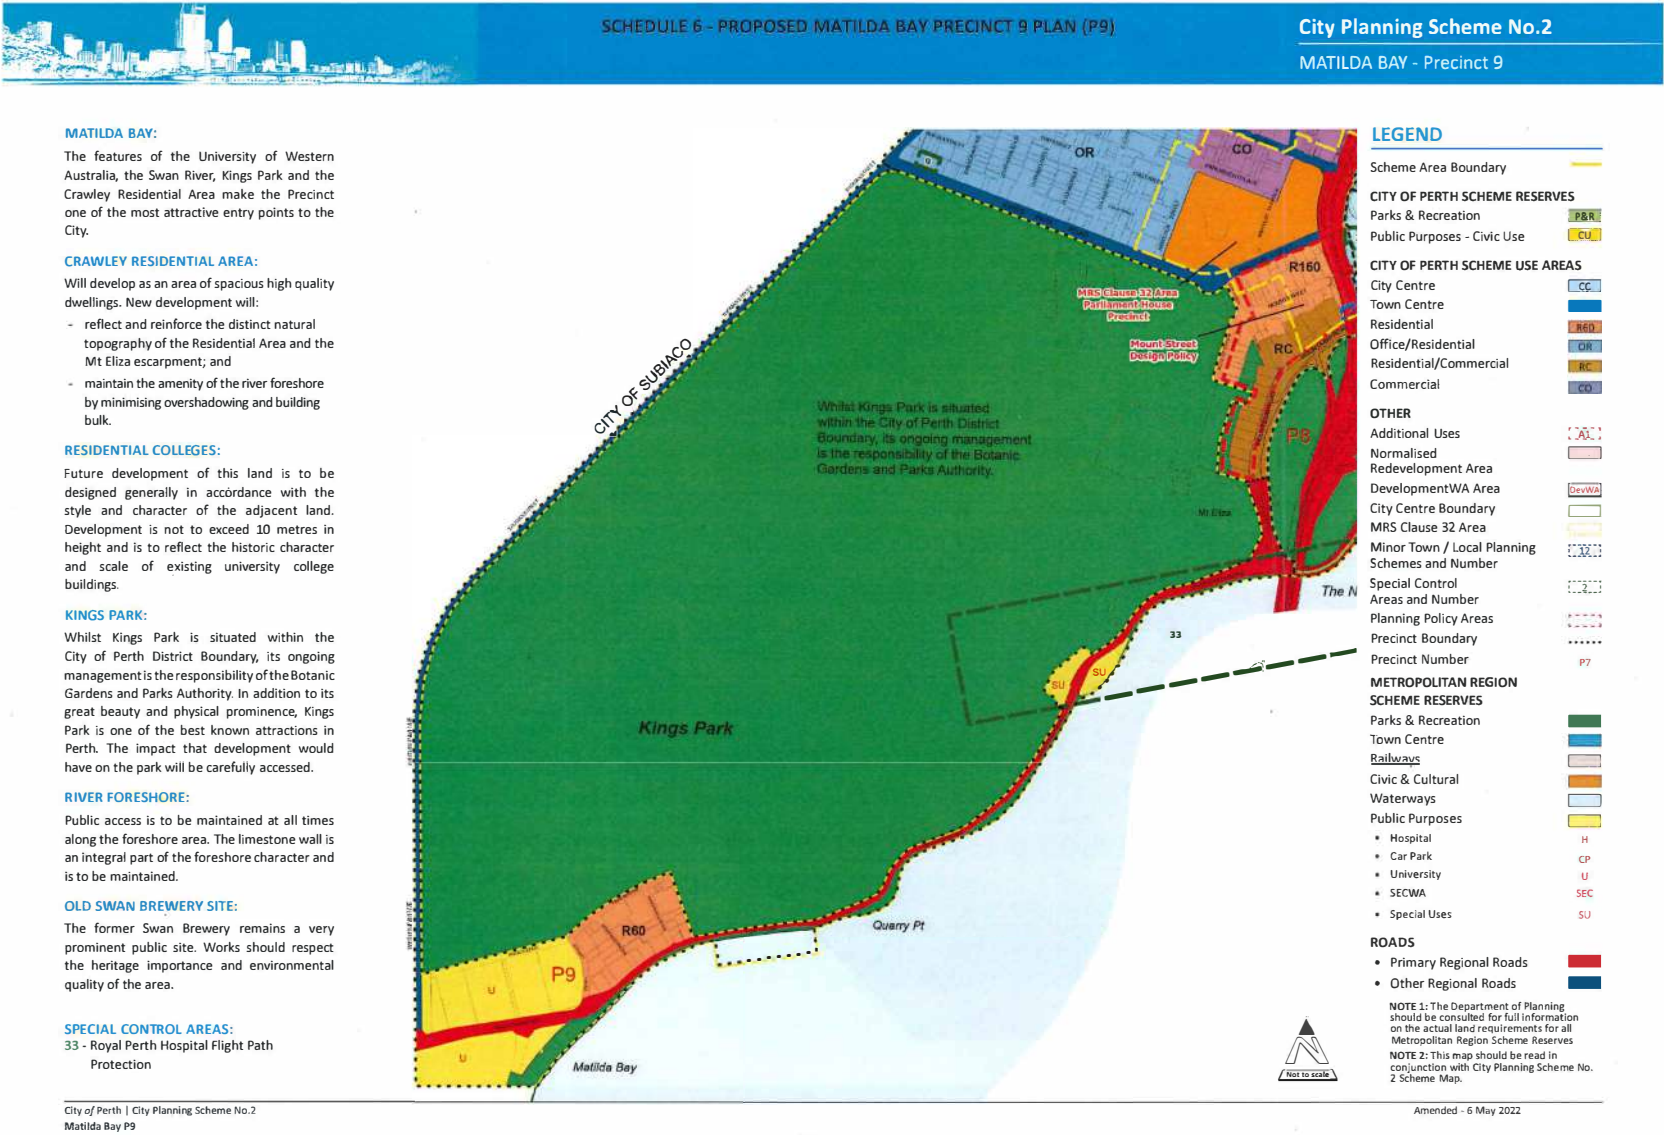 SCHEDULE 6 - PROPOSED MATILDA BAY PRECINCT 9 PLAN (P9)
City Planning Scheme No.2
MATILDA BAY - Precinct 9
MATILDA BAY:
The features of the University of Western
Australia, the Swan River, Kings Park and the
Crawley Residential Area make the Precinct
one of the most attractive entry points to the
City.
CRAWLEY RESIDENTIAL AREA:
Will develop as an area of spacious high quality
dwellings. New development will:
- reflect and reinforce the distinct natural
topography of the Residential Area and the
Mt Eliza escarpment; and
- maintain the amenity of the river foreshore
by minimising overshadowing and building
bulk.
RESIDENTIAL COLLEGES:
Future development of this land is to be
designed generally in accordance with the
style and character of the adjacent land.
Development is not to exceed 10 metres in
height and is to reflect the historic character
and scale of existing university college
buildings.
KINGS PARK:
Whilst Kings Park is situated within the
City of Perth District Boundary, its ongoing
management is the responsibility of the Botanic
Gardens and Parks Authority. In addition to its
great beauty and physical prominence, Kings
Park is one of the best known attractions in
Perth. The impact that development would
have on the park will be carefully accessed.
RIVER FORESHORE:
Public access is to be maintained at all times
along the foreshore area. The limestone wall is
an integral part of the foreshore character and
is to be maintained.
OLD SWAN BREWERY SITE:
The former Swan Brewery remains a very
prominent public site. Works should respect
the heritage importance and environmental
quality of the area.
SPECIAL CONTROL AREAS:
33 - Royal Perth Hospital Flight Path
Protection
OR
CO
9
R160
MRS Clause 32 Area
Parliament House
Precinct
Mount Street
Design Policy
RC
CITY OF SUBIACO
Whilst Kings Park is situated
within the City of Perth District
Boundary, its ongoing management
is the responsibility of the Botanic
Gardens and Parks Authority.
P8
Mt Eliza
The N
33
SU
SU
Kings Park
Quarry Pt
R60
P9
U
U
Matilda Bay
Not to scale
LEGEND
Scheme Area Boundary
CITY OF PERTH SCHEME RESERVES
Parks & Recreation P&R
Public Purposes - Civic Use CU
CITY OF PERTH SCHEME USE AREAS
City Centre CC
Town Centre
Residential R60
Office/Residential OR
Residential/Commercial RC
Commercial CO
OTHER
Additional Uses A1
Normalised
Redevelopment Area
DevelopmentWA Area DevWA
City Centre Boundary
MRS Clause 32 Area
Minor Town / Local Planning 12
Schemes and Number
Special Control 2
Areas and Number
Planning Policy Areas
Precinct Boundary
Precinct Number P7
METROPOLITAN REGION
SCHEME RESERVES
Parks & Recreation
Town Centre
Railways
Civic & Cultural
Waterways
Public Purposes
• Hospital H
• Car Park CP
• University U
• SECWA SEC
• Special Uses SU
ROADS
• Primary Regional Roads
• Other Regional Roads
NOTE 1: The Department of Planning
should be consulted for full information
on the actual land requirements for all
Metropolitan Region Scheme Reserves
NOTE 2: This map should be read in
conjunction with City Planning Scheme No.
2 Scheme Map.
City of Perth | City Planning Scheme No.2
Matilda Bay P9
Amended - 6 May 2022